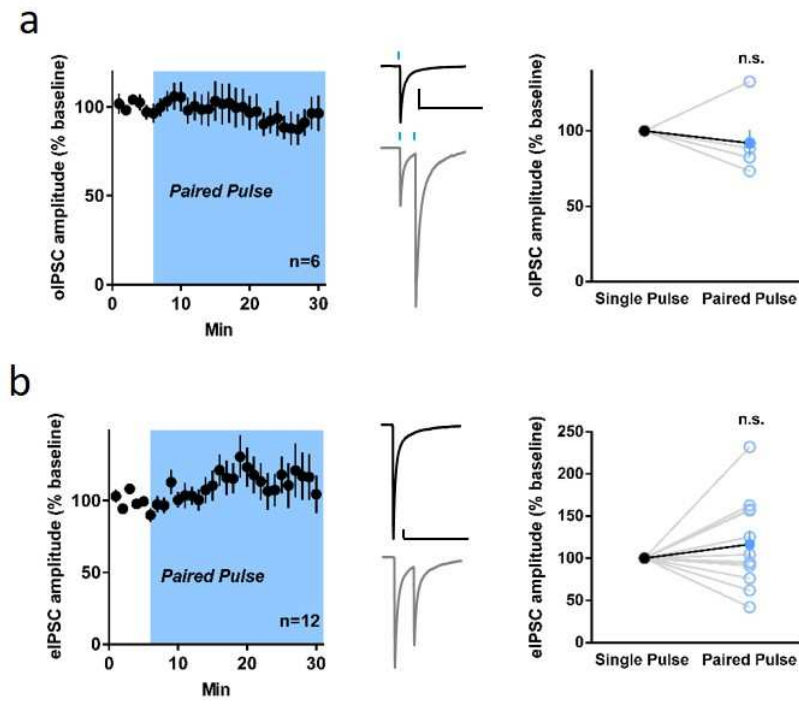 a
oIPSC amplitude (% baseline)
100
50
0
Paired Pulse
n=6
0 10 20 30
Min
n.s.
oIPSC amplitude (% baseline)
100
50
0
Single Pulse Paired Pulse
b
eIPSC amplitude (% baseline)
100
50
0
Paired Pulse
n=12
0 10 20 30
Min
n.s.
eIPSC amplitude (% baseline)
250
200
150
100
50
0
Single Pulse Paired Pulse